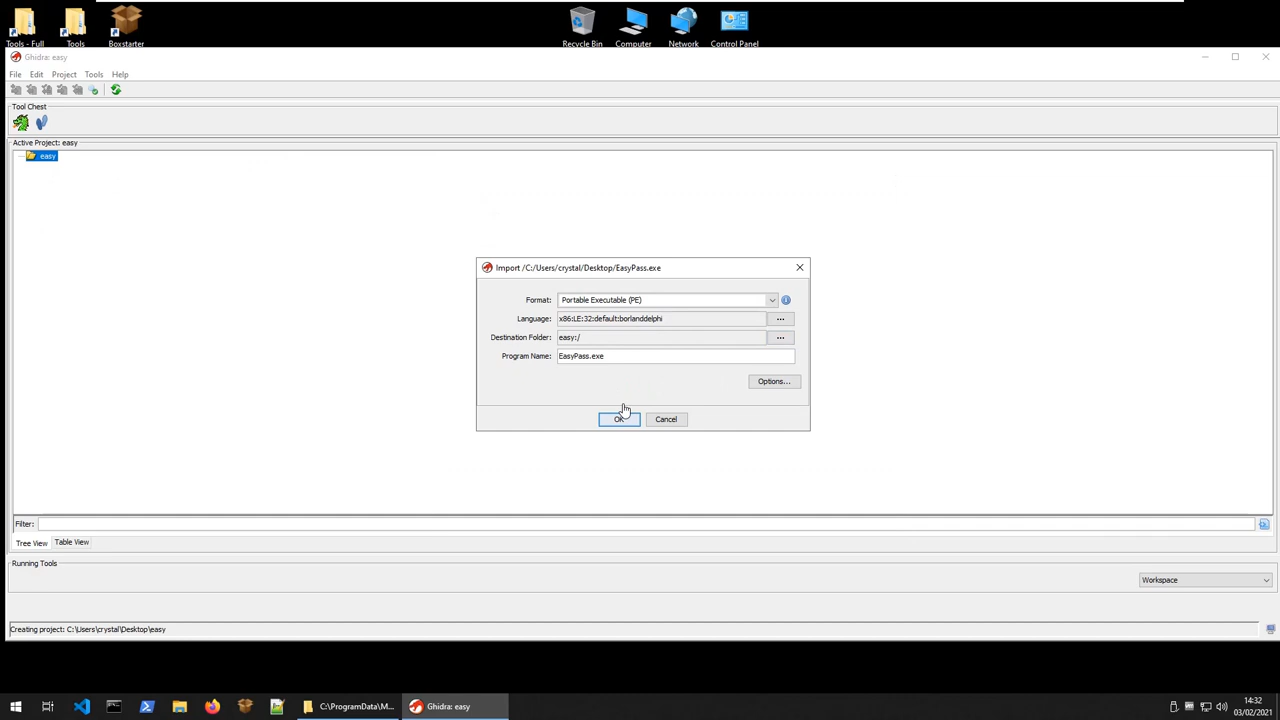 Tools - Full
Tools
Boxstarter
Recycle Bin
Computer
Network
Control Panel
Ghidra: easy
File Edit Project Tools Help
Tool Chest
Active Project: easy
easy
Import /C:/Users/crystal/Desktop/EasyPass.exe
Format: Portable Executable (PE)
Language: x86:LE:32:default:borlanddelphi ...
Destination Folder: easy:/ ...
Program Name: EasyPass.exe
Options...
OK Cancel
Filter:
Tree View Table View
Running Tools
Workspace
Creating project: C:\Users\crystal\Desktop\easy
C:\ProgramData\M...
Ghidra: easy
14:32
03/02/2021